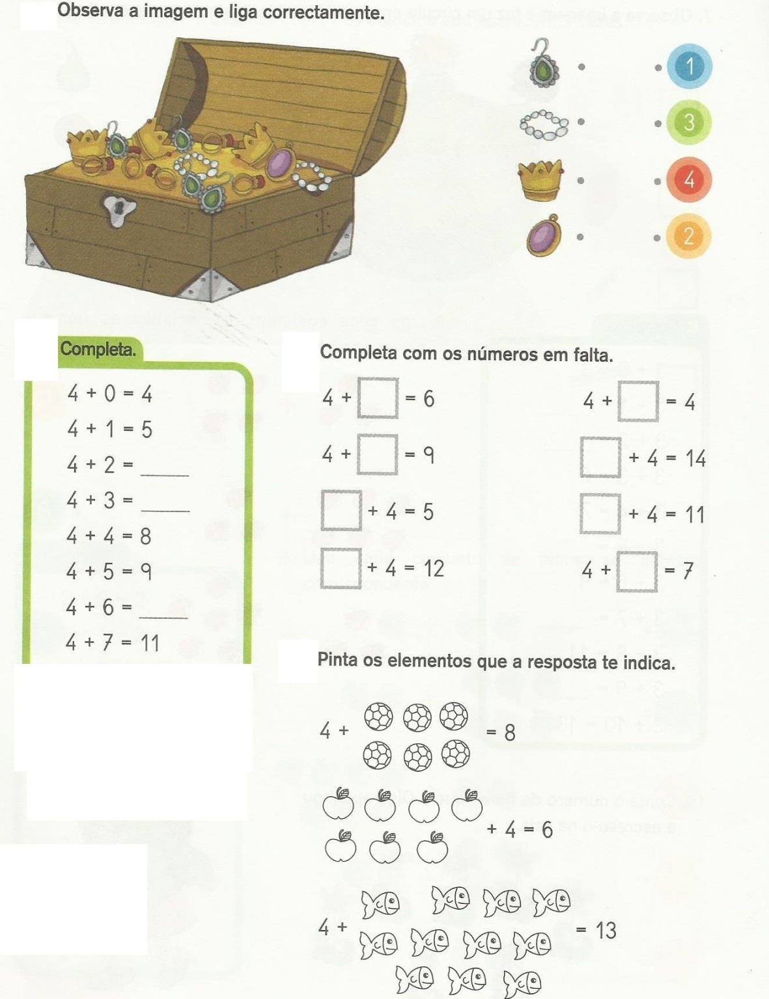 Observa a imagem e liga correctamente.
1
3
4
2
Completa.
4 + 0 = 4
4 + 1 = 5
4 + 2 = ____
4 + 3 = ____
4 + 4 = 8
4 + 5 = 9
4 + 6 = ____
4 + 7 = 11
Completa com os números em falta.
4 + = 6
4 + = 9
+ 4 = 5
+ 4 = 12
4 + = 4
+ 4 = 14
+ 4 = 11
4 + = 7
Pinta os elementos que a resposta te indica.
4 + = 8
+ 4 = 6
4 + = 13